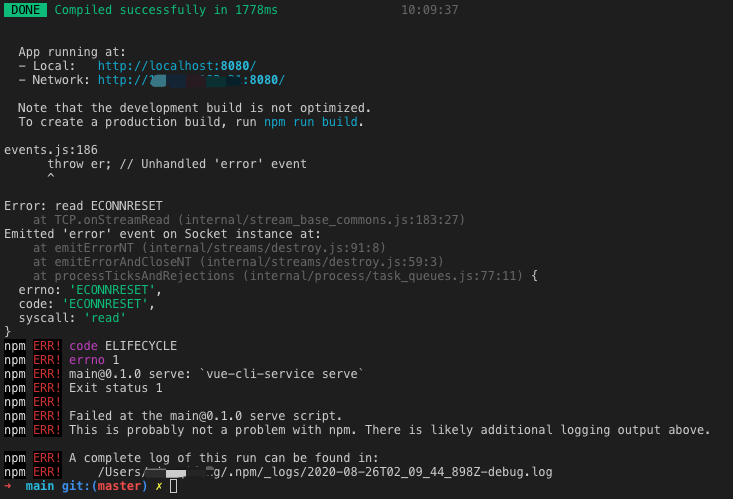 DONE Compiled successfully in 1778ms 10:09:37
App running at:
- Local: http://localhost:8080/
- Network: http://1 :8080/
Note that the development build is not optimized.
To create a production build, run npm run build.
events.js:186
throw er; // Unhandled 'error' event
^
Error: read ECONNRESET
at TCP.onStreamRead (internal/stream_base_commons.js:183:27)
Emitted 'error' event on Socket instance at:
at emitErrorNT (internal/streams/destroy.js:91:8)
at emitErrorAndCloseNT (internal/streams/destroy.js:59:3)
at processTicksAndRejections (internal/process/task_queues.js:77:11) {
errno: 'ECONNRESET',
code: 'ECONNRESET',
syscall: 'read'
}
npm ERR! code ELIFECYCLE
npm ERR! errno 1
npm ERR! main@0.1.0 serve: `vue-cli-service serve`
npm ERR! Exit status 1
npm ERR!
npm ERR! Failed at the main@0.1.0 serve script.
npm ERR! This is probably not a problem with npm. There is likely additional logging output above.
npm ERR! A complete log of this run can be found in:
npm ERR! /Users/ g/.npm/_logs/2020-08-26T02_09_44_898Z-debug.log
→ main git:(master) ✗